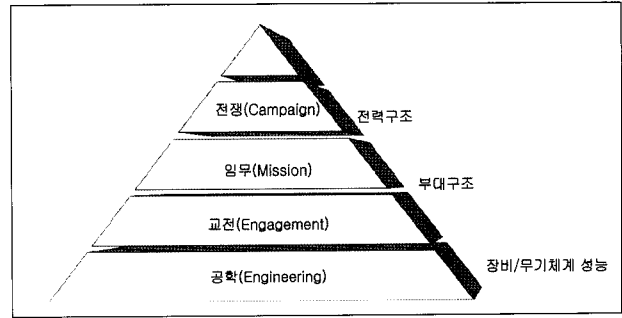 전쟁(Campaign)
전력구조
임무(Mission)
부대구조
교전(Engagement)
장비/무기체계 성능
공학(Engineering)